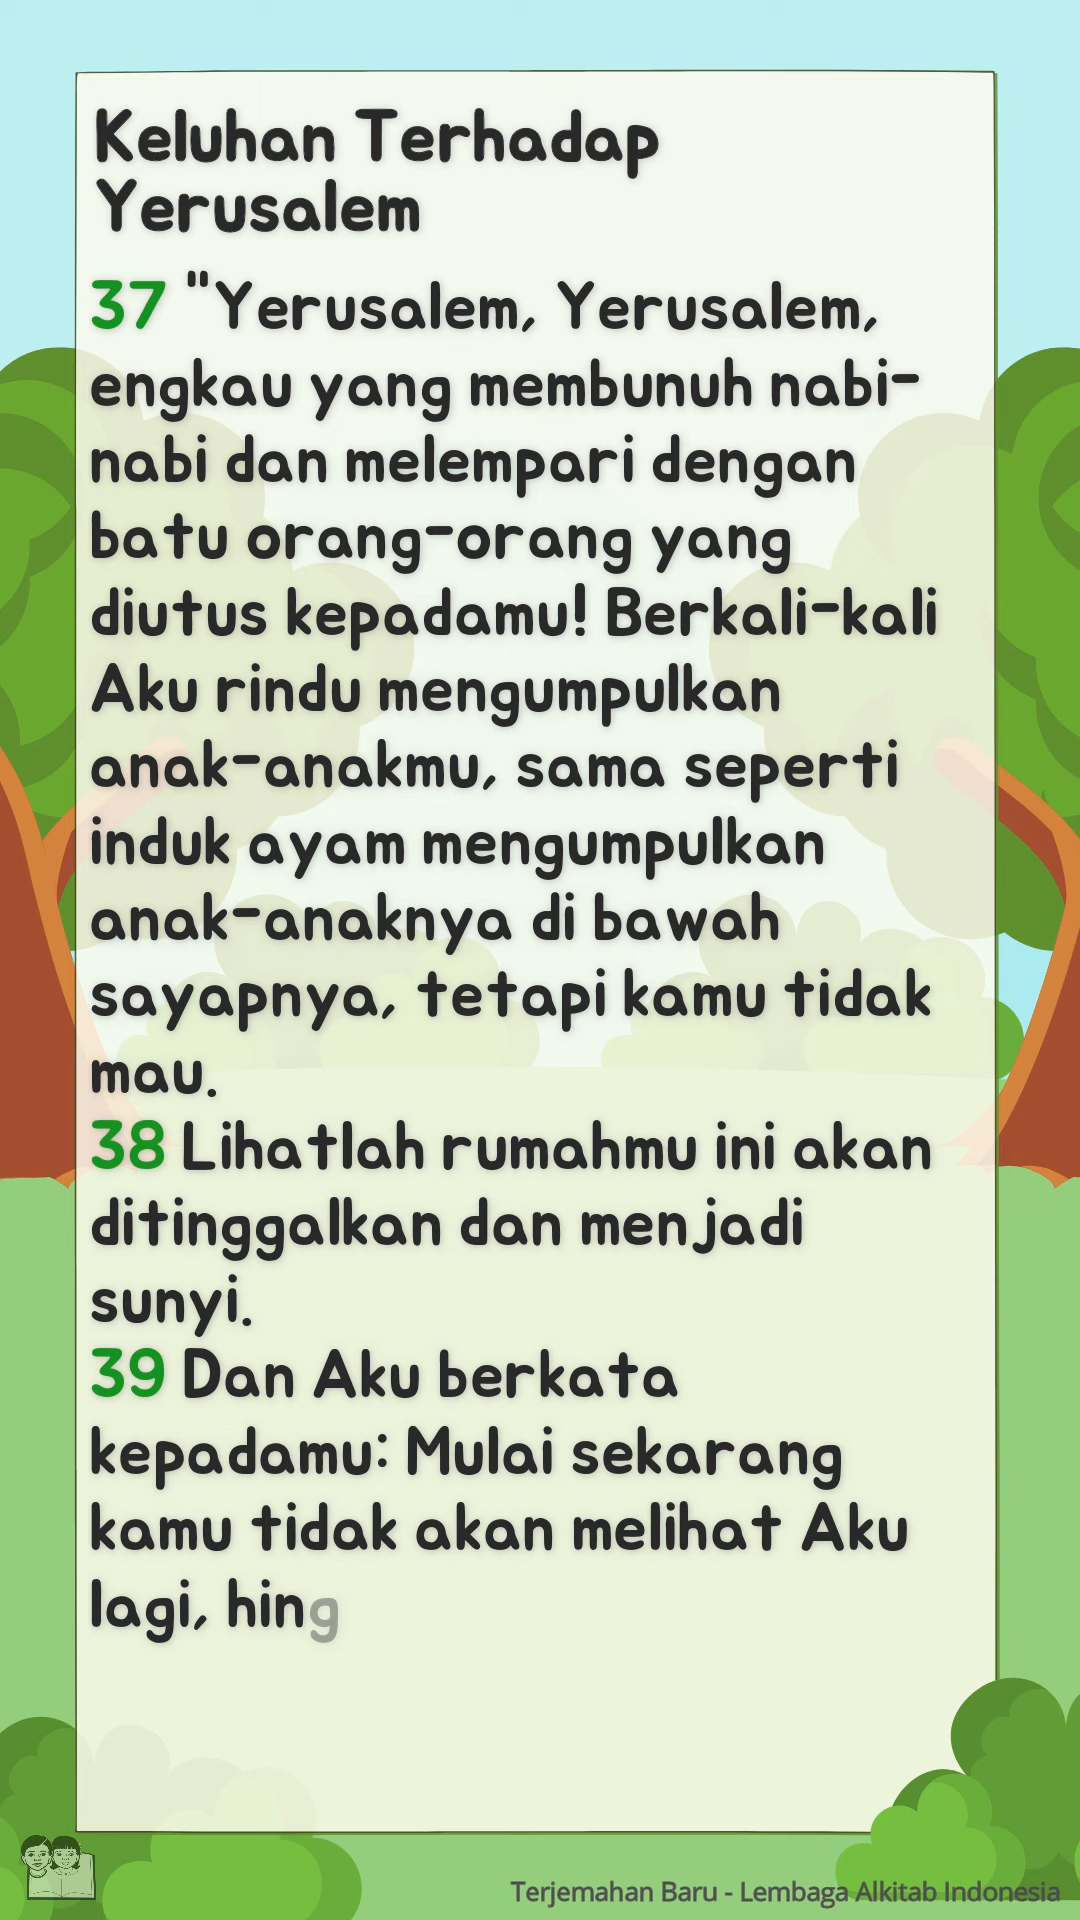 Keluhan Terhadap
Yerusalem
37 "Yerusalem, Yerusalem,
engkau yang membunuh nabi-
nabi dan melempari dengan
batu orang-orang yang
diutus kepadamu! Berkali-kali
Aku rindu mengumpulkan
anak-anakmu, sama seperti
induk ayam mengumpulkan
anak-anaknya di bawah
sayapnya, tetapi kamu tidak
mau.
38 Lihatlah rumahmu ini akan
ditinggalkan dan menjadi
sunyi.
39 Dan Aku berkata
kepadamu: Mulai sekarang
kamu tidak akan melihat Aku
lagi, hing
Terjemahan Baru - Lembaga Alkitab Indonesia